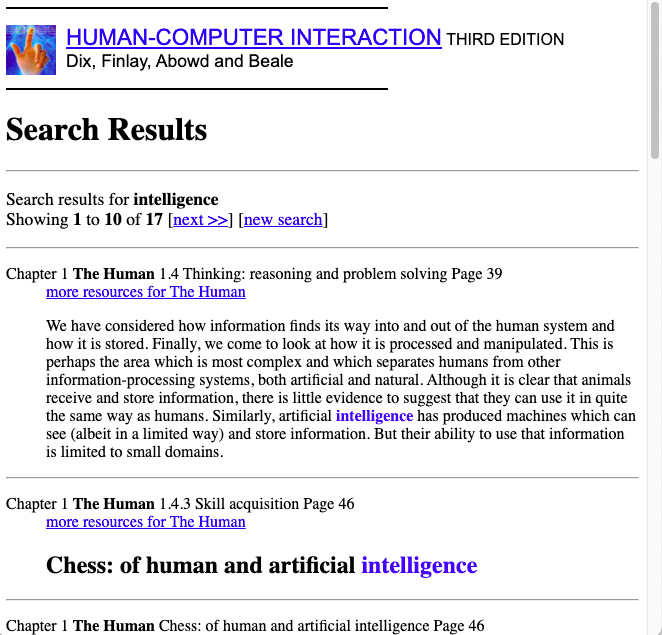 HUMAN-COMPUTER INTERACTION THIRD EDITION
Dix, Finlay, Abowd and Beale
Search Results
Search results for intelligence
Showing 1 to 10 of 17 [next >>] [new search]
Chapter 1 The Human 1.4 Thinking: reasoning and problem solving Page 39
more resources for The Human
We have considered how information finds its way into and out of the human system and
how it is stored. Finally, we come to look at how it is processed and manipulated. This is
perhaps the area which is most complex and which separates humans from other
information-processing systems, both artificial and natural. Although it is clear that animals
receive and store information, there is little evidence to suggest that they can use it in quite
the same way as humans. Similarly, artificial intelligence has produced machines which can
see (albeit in a limited way) and store information. But their ability to use that information
is limited to small domains.
Chapter 1 The Human 1.4.3 Skill acquisition Page 46
more resources for The Human
Chess: of human and artificial intelligence
Chapter 1 The Human Chess: of human and artificial intelligence Page 46